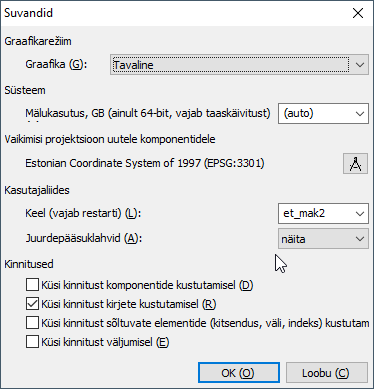 Suvandid
Graafikarežiim
Graafika (G): Tavaline
Süsteem
Mälukasutus, GB (ainult 64-bit, vajab taaskäivitust) (auto)
Vaikimisi projektsioon uutele komponentidele
Estonian Coordinate System of 1997 (EPSG:3301)
Kasutajaliides
Keel (vajab restarti) (L): et_mak2
Juurdepääsuklahvid (A): näita
Kinnitused
Küsi kinnitust komponentide kustutamisel (D)
Küsi kinnitust kirjete kustutamisel (R)
Küsi kinnitust sõltuvate elementide (kitsendus, väli, indeks) kustutam
Küsi kinnitust väljumisel (E)
OK (O) Loobu (C)